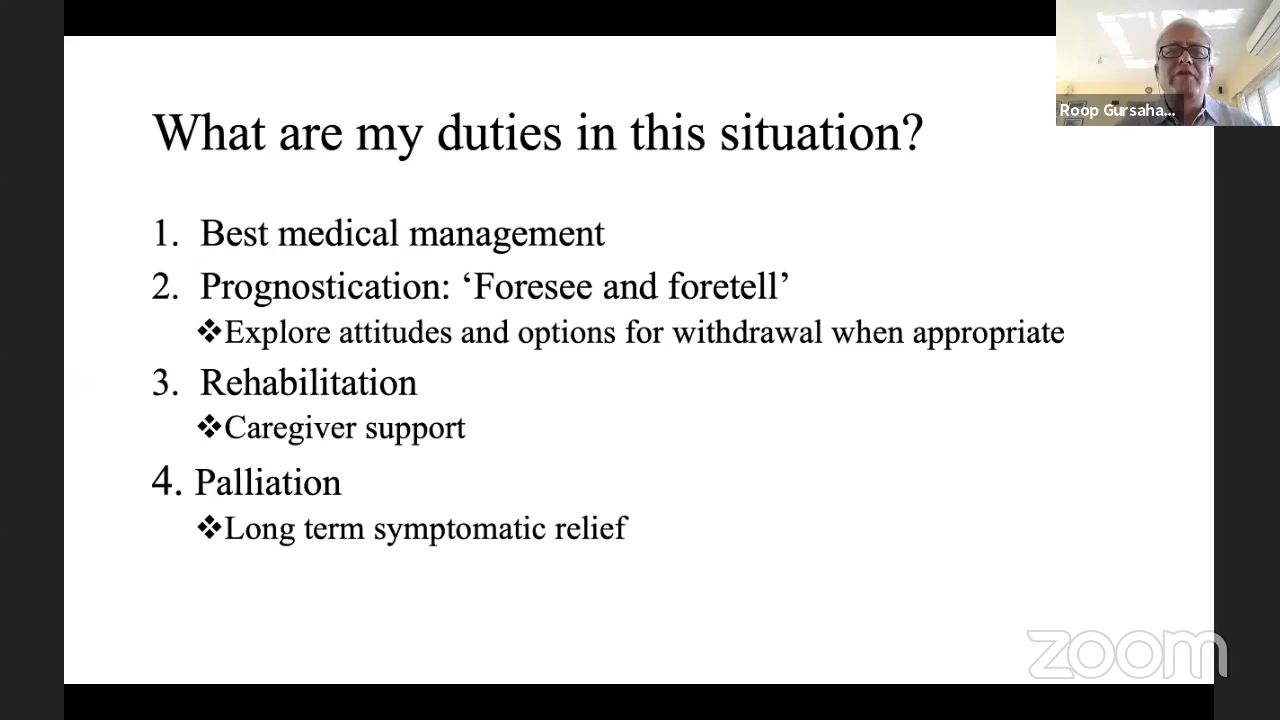 What are my duties in this situation?
1. Best medical management
2. Prognostication: ‘Foresee and foretell’
❖Explore attitudes and options for withdrawal when appropriate
3. Rehabilitation
❖Caregiver support
4. Palliation
❖Long term symptomatic relief
Roop Gursaha...
zoom